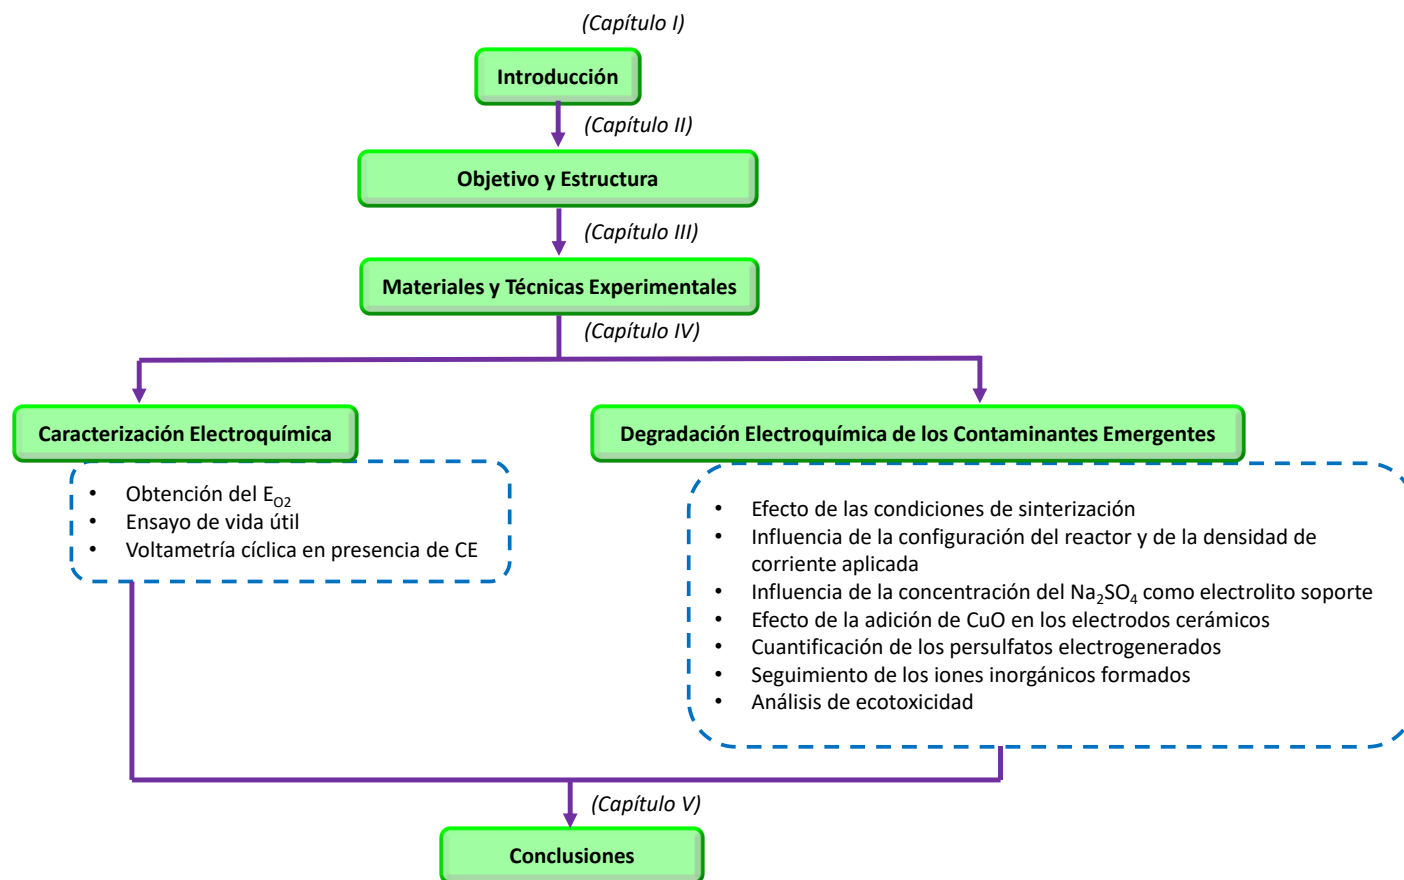 (Capítulo I)
Introducción
(Capítulo II)
Objetivo y Estructura
(Capítulo III)
Materiales y Técnicas Experimentales
(Capítulo IV)
Caracterización Electroquímica
• Obtención del E_O2
• Ensayo de vida útil
• Voltametría cíclica en presencia de CE
Degradación Electroquímica de los Contaminantes Emergentes
• Efecto de las condiciones de sinterización
• Influencia de la configuración del reactor y de la densidad de
corriente aplicada
• Influencia de la concentración del Na₂SO₄ como electrolito soporte
• Efecto de la adición de CuO en los electrodos cerámicos
• Cuantificación de los persulfatos electrogenerados
• Seguimiento de los iones inorgánicos formados
• Análisis de ecotoxicidad
(Capítulo V)
Conclusiones